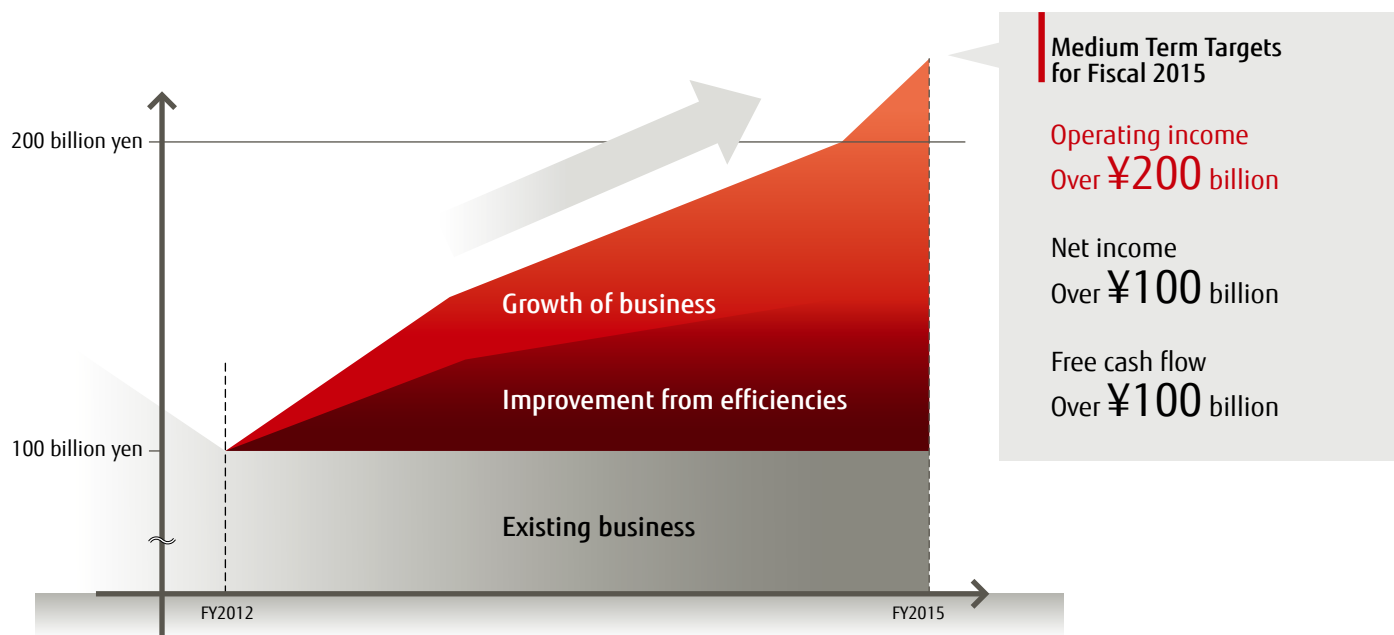 Medium Term Targets
for Fiscal 2015
Operating income
Over ¥200 billion
Net income
Over ¥100 billion
Free cash flow
Over ¥100 billion
200 billion yen
100 billion yen
Growth of business
Improvement from efficiencies
Existing business
FY2012
FY2015